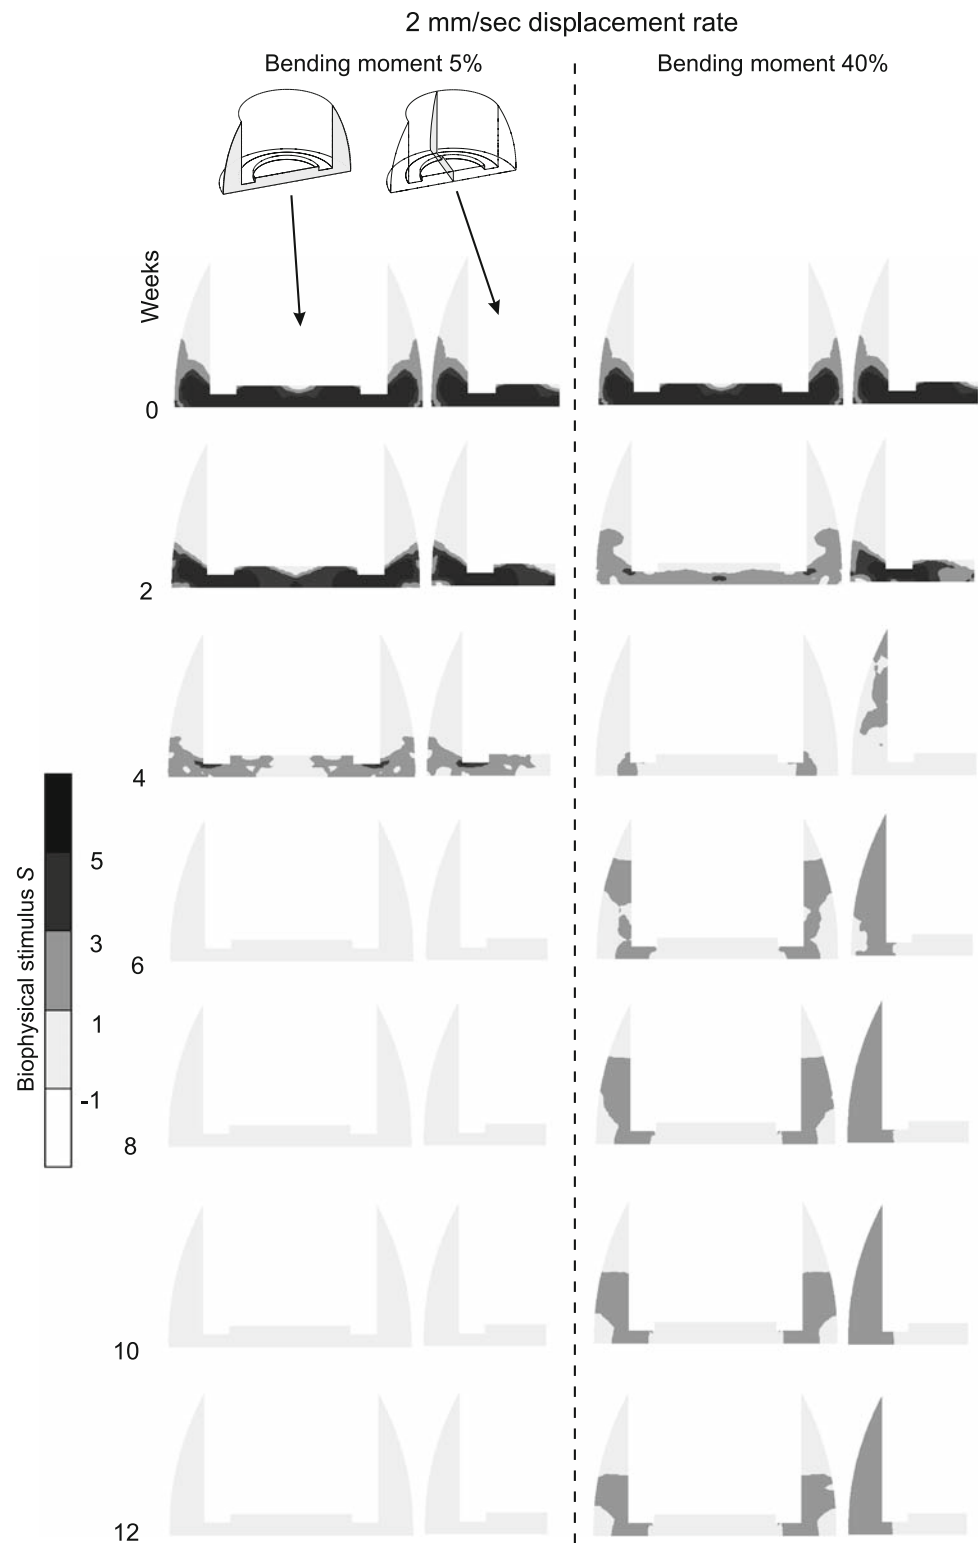 2 mm/sec displacement rate
Bending moment 5%
Bending moment 40%
Weeks
0
2
4
6
8
10
12
Biophysical stimulus S
5
3
1
-1